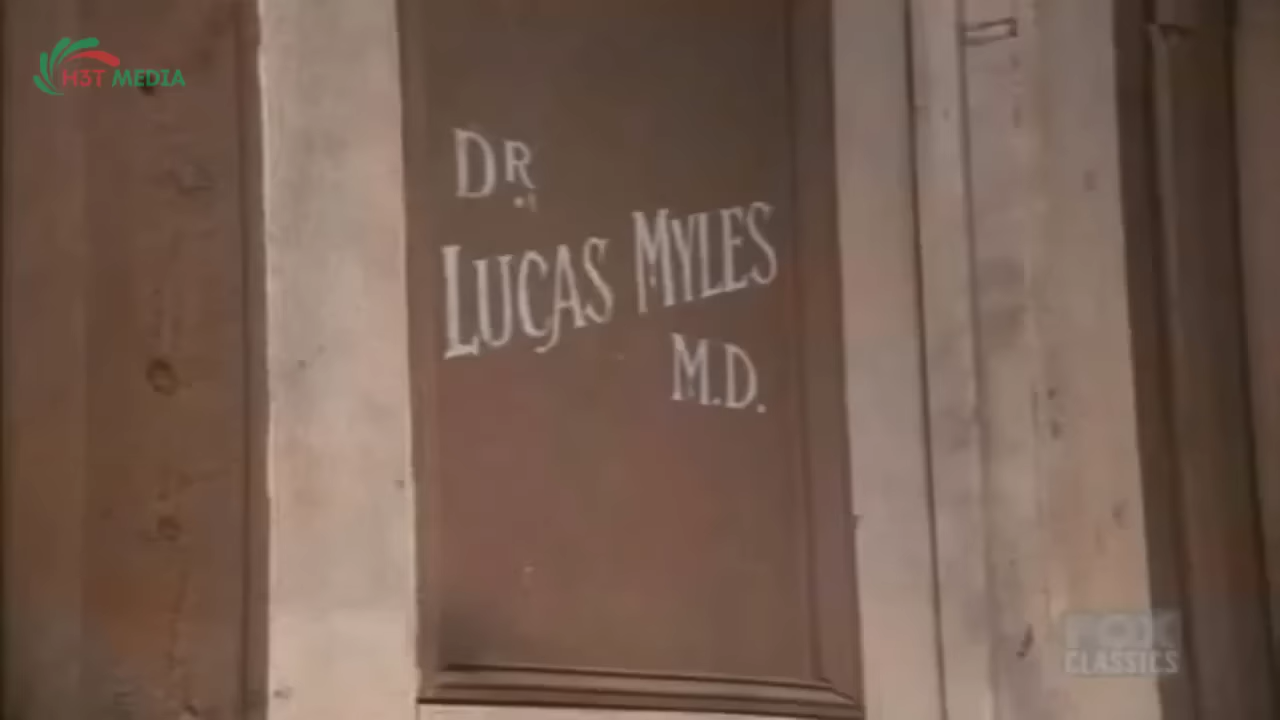 H3T MEDIA
DR.
LUCAS MYLES
M.D.
FOX
CLASSICS